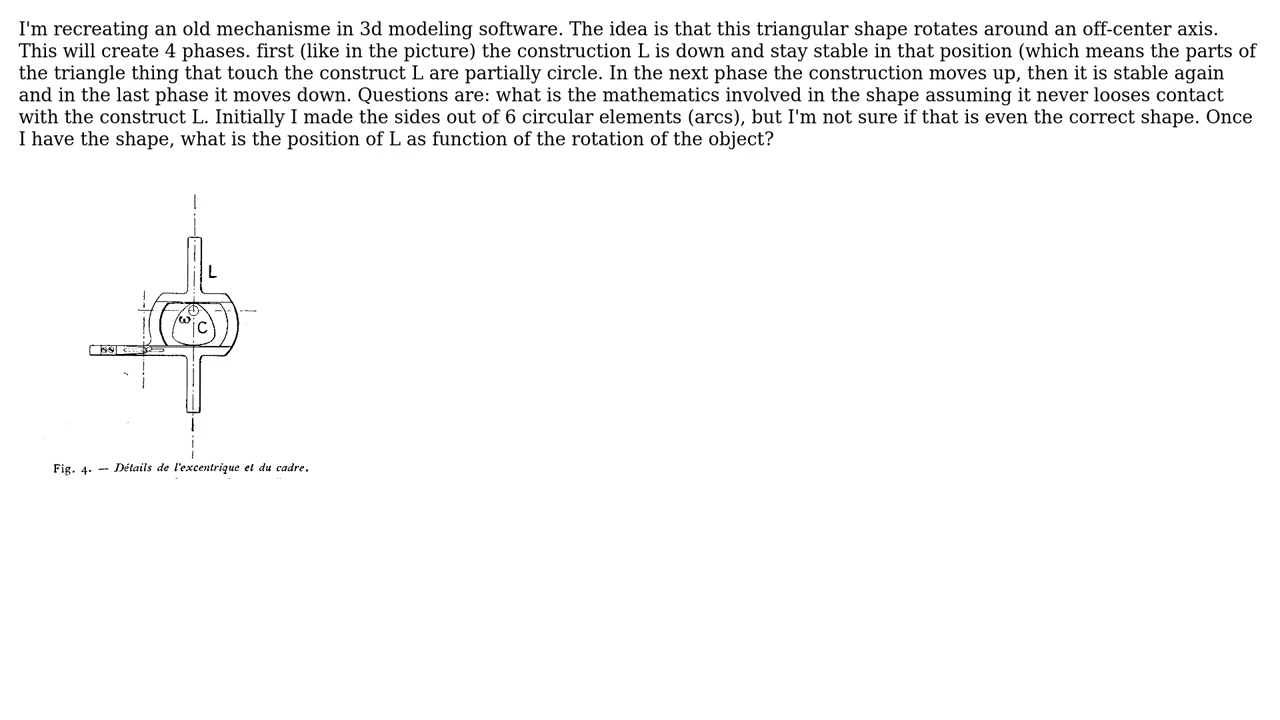 I'm recreating an old mechanisme in 3d modeling software. The idea is that this triangular shape rotates around an off-center axis.
This will create 4 phases. first (like in the picture) the construction L is down and stay stable in that position (which means the parts of
the triangle thing that touch the construct L are partially circle. In the next phase the construction moves up, then it is stable again
and in the last phase it moves down. Questions are: what is the mathematics involved in the shape assuming it never looses contact
with the construct L. Initially I made the sides out of 6 circular elements (arcs), but I'm not sure if that is even the correct shape. Once
I have the shape, what is the position of L as function of the rotation of the object?
L
ω
C
Fig. 4. — Détails de l'excentrique et du cadre.